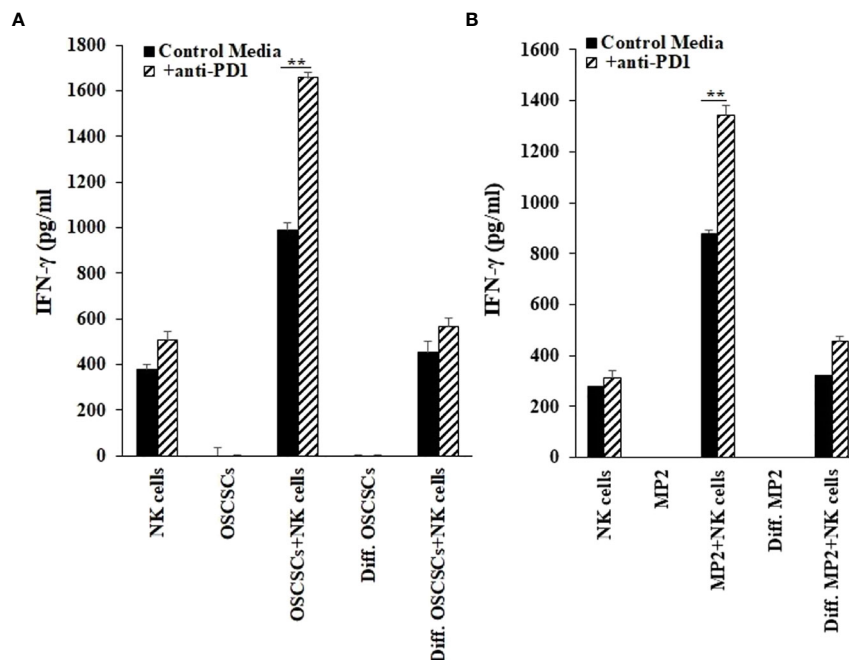 A
1800
1600
1400
1200
1000
800
600
400
200
0
IFN-γ (pg/ml)
Control Media
+anti-PD1
**
NK cells
OSCSCs
OSCSCs+NK cells
Diff. OSCSCs
Diff. OSCSCs+NK cells
B
1600
1400
1200
1000
800
600
400
200
0
IFN-γ (pg/ml)
Control Media
+anti-PD1
**
NK cells
MP2
MP2+NK cells
Diff. MP2
Diff. MP2+NK cells